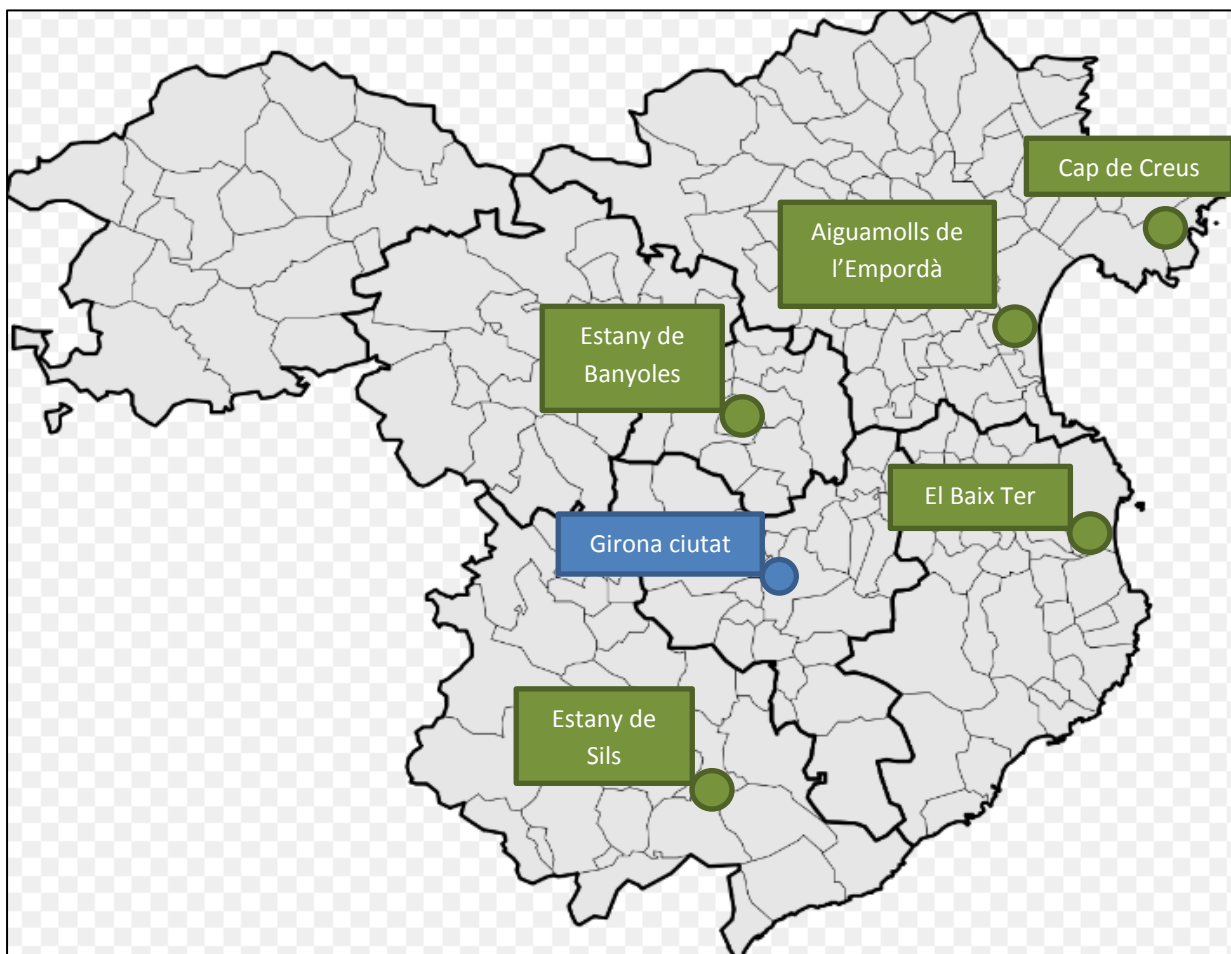 Cap de Creus
Aiguamolls de
l’Empordà
Estany de
Banyoles
El Baix Ter
Girona ciutat
Estany de
Sils